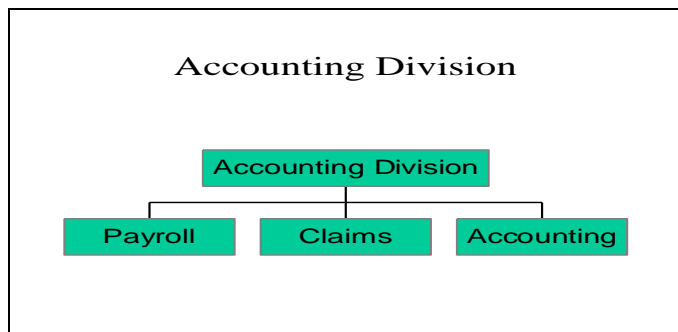 Accounting Division
Accounting Division
Payroll
Claims
Accounting